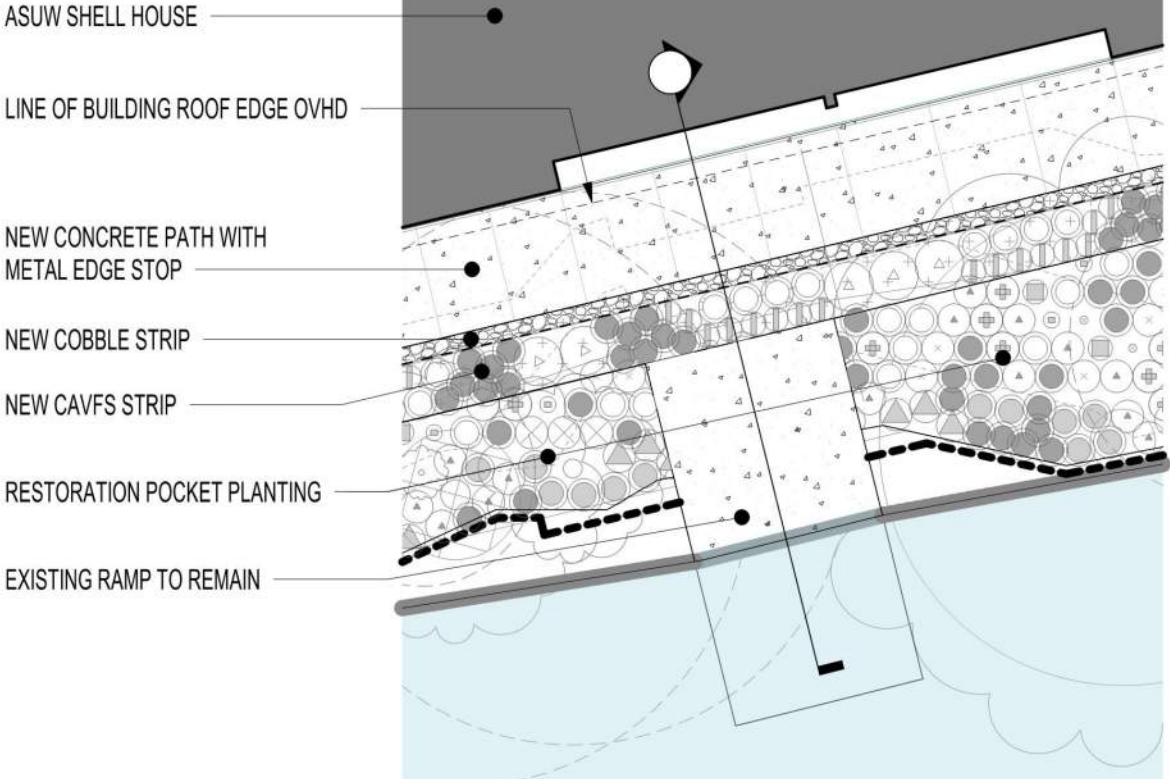 ASUW SHELL HOUSE
LINE OF BUILDING ROOF EDGE OVHD
NEW CONCRETE PATH WITH
METAL EDGE STOP
NEW COBBLE STRIP
NEW CAVFS STRIP
RESTORATION POCKET PLANTING
EXISTING RAMP TO REMAIN